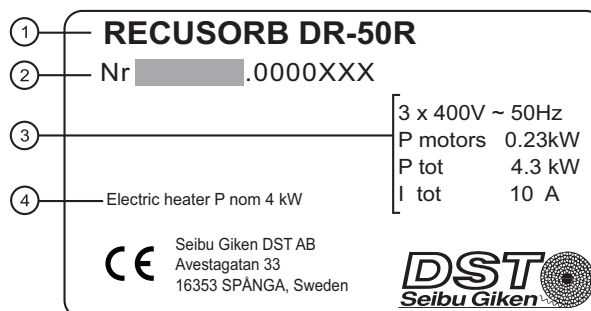 1 RECUSORB DR-50R
2 Nr .0000XXX
3 3 x 400V ~ 50Hz
P motors 0.23kW
P tot 4.3 kW
I tot 10 A
4 Electric heater P nom 4 kW
CE Seibu Giken DST AB
Avestagatan 33
16353 SPÅNGA, Sweden
DST
Seibu Giken